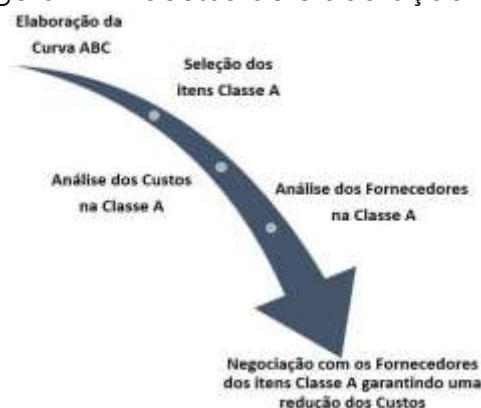 Elaboração da
Curva ABC
Seleção dos
itens Classe A
Análise dos Custos
na Classe A
Análise dos Fornecedores
na Classe A
Negociação com os Fornecedores
dos itens Classe A garantindo uma
redução dos Custos